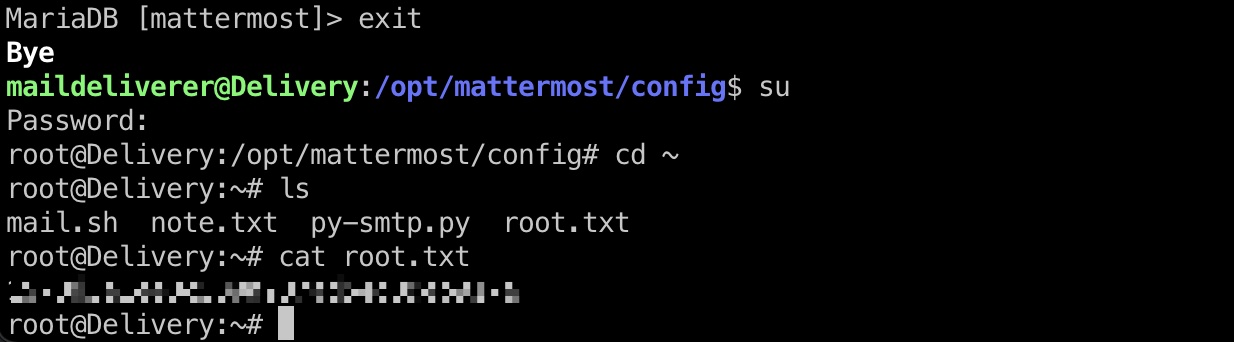 MariaDB [mattermost]> exit
Bye
maildeliverer@Delivery:/opt/mattermost/config$ su
Password:
root@Delivery:/opt/mattermost/config# cd ~
root@Delivery:~# ls
mail.sh  note.txt  py-smtp.py  root.txt
root@Delivery:~# cat root.txt
root@Delivery:~#